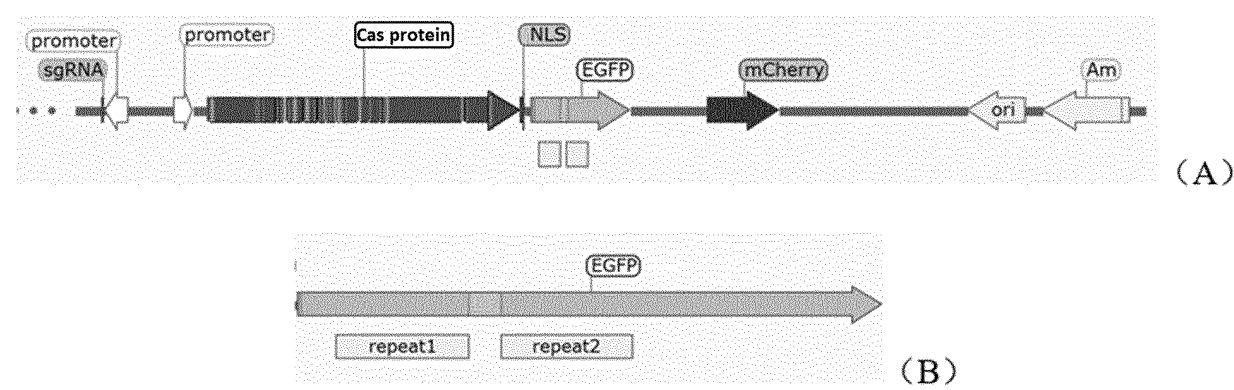 promoter promoter Cas protein NLS
sgRNA EGFP mCherry Am
ori
(A)
EGFP
repeat1 repeat2
(B)